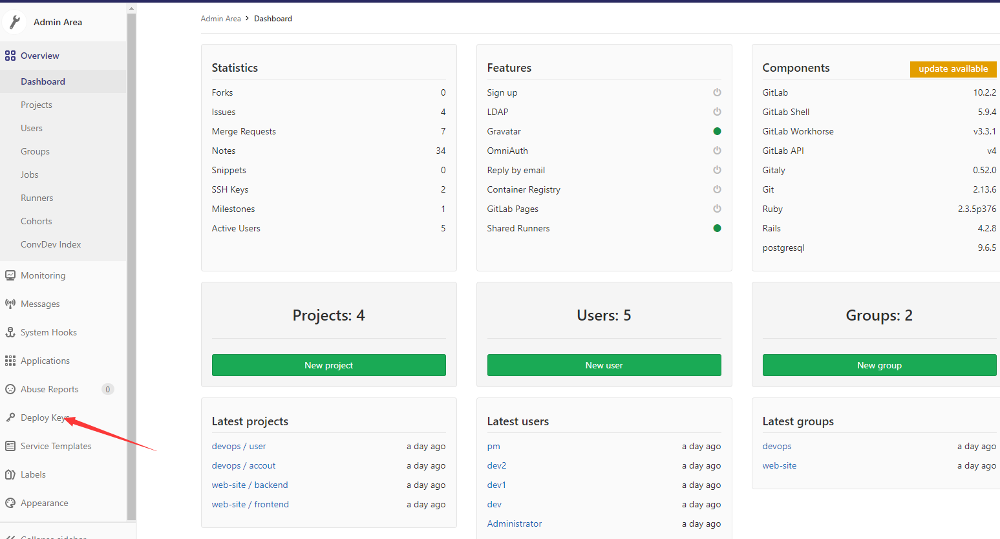 Admin Area
Overview
Dashboard
Projects
Users
Groups
Jobs
Runners
Cohorts
ConvDev Index
Monitoring
Messages
System Hooks
Applications
Abuse Reports 0
Deploy Keys
Service Templates
Labels
Appearance
Collapse sidebar
Admin Area > Dashboard
Statistics
Forks 0
Issues 4
Merge Requests 7
Notes 34
Snippets 0
SSH Keys 2
Milestones 1
Active Users 5
Features
Sign up
LDAP
Gravatar
OmniAuth
Reply by email
Container Registry
GitLab Pages
Shared Runners
Components update available
GitLab 10.2.2
GitLab Shell 5.9.4
GitLab Workhorse v3.3.1
GitLab API v4
Gitaly 0.52.0
Git 2.13.6
Ruby 2.3.5p376
Rails 4.2.8
postgresql 9.6.5
Projects: 4
New project
Users: 5
New user
Groups: 2
New group
Latest projects
devops / user a day ago
devops / accout a day ago
web-site / backend a day ago
web-site / frontend a day ago
Latest users
pm a day ago
dev2 a day ago
dev1 a day ago
dev a day ago
Administrator a day ago
Latest groups
devops a day ago
web-site a day ago